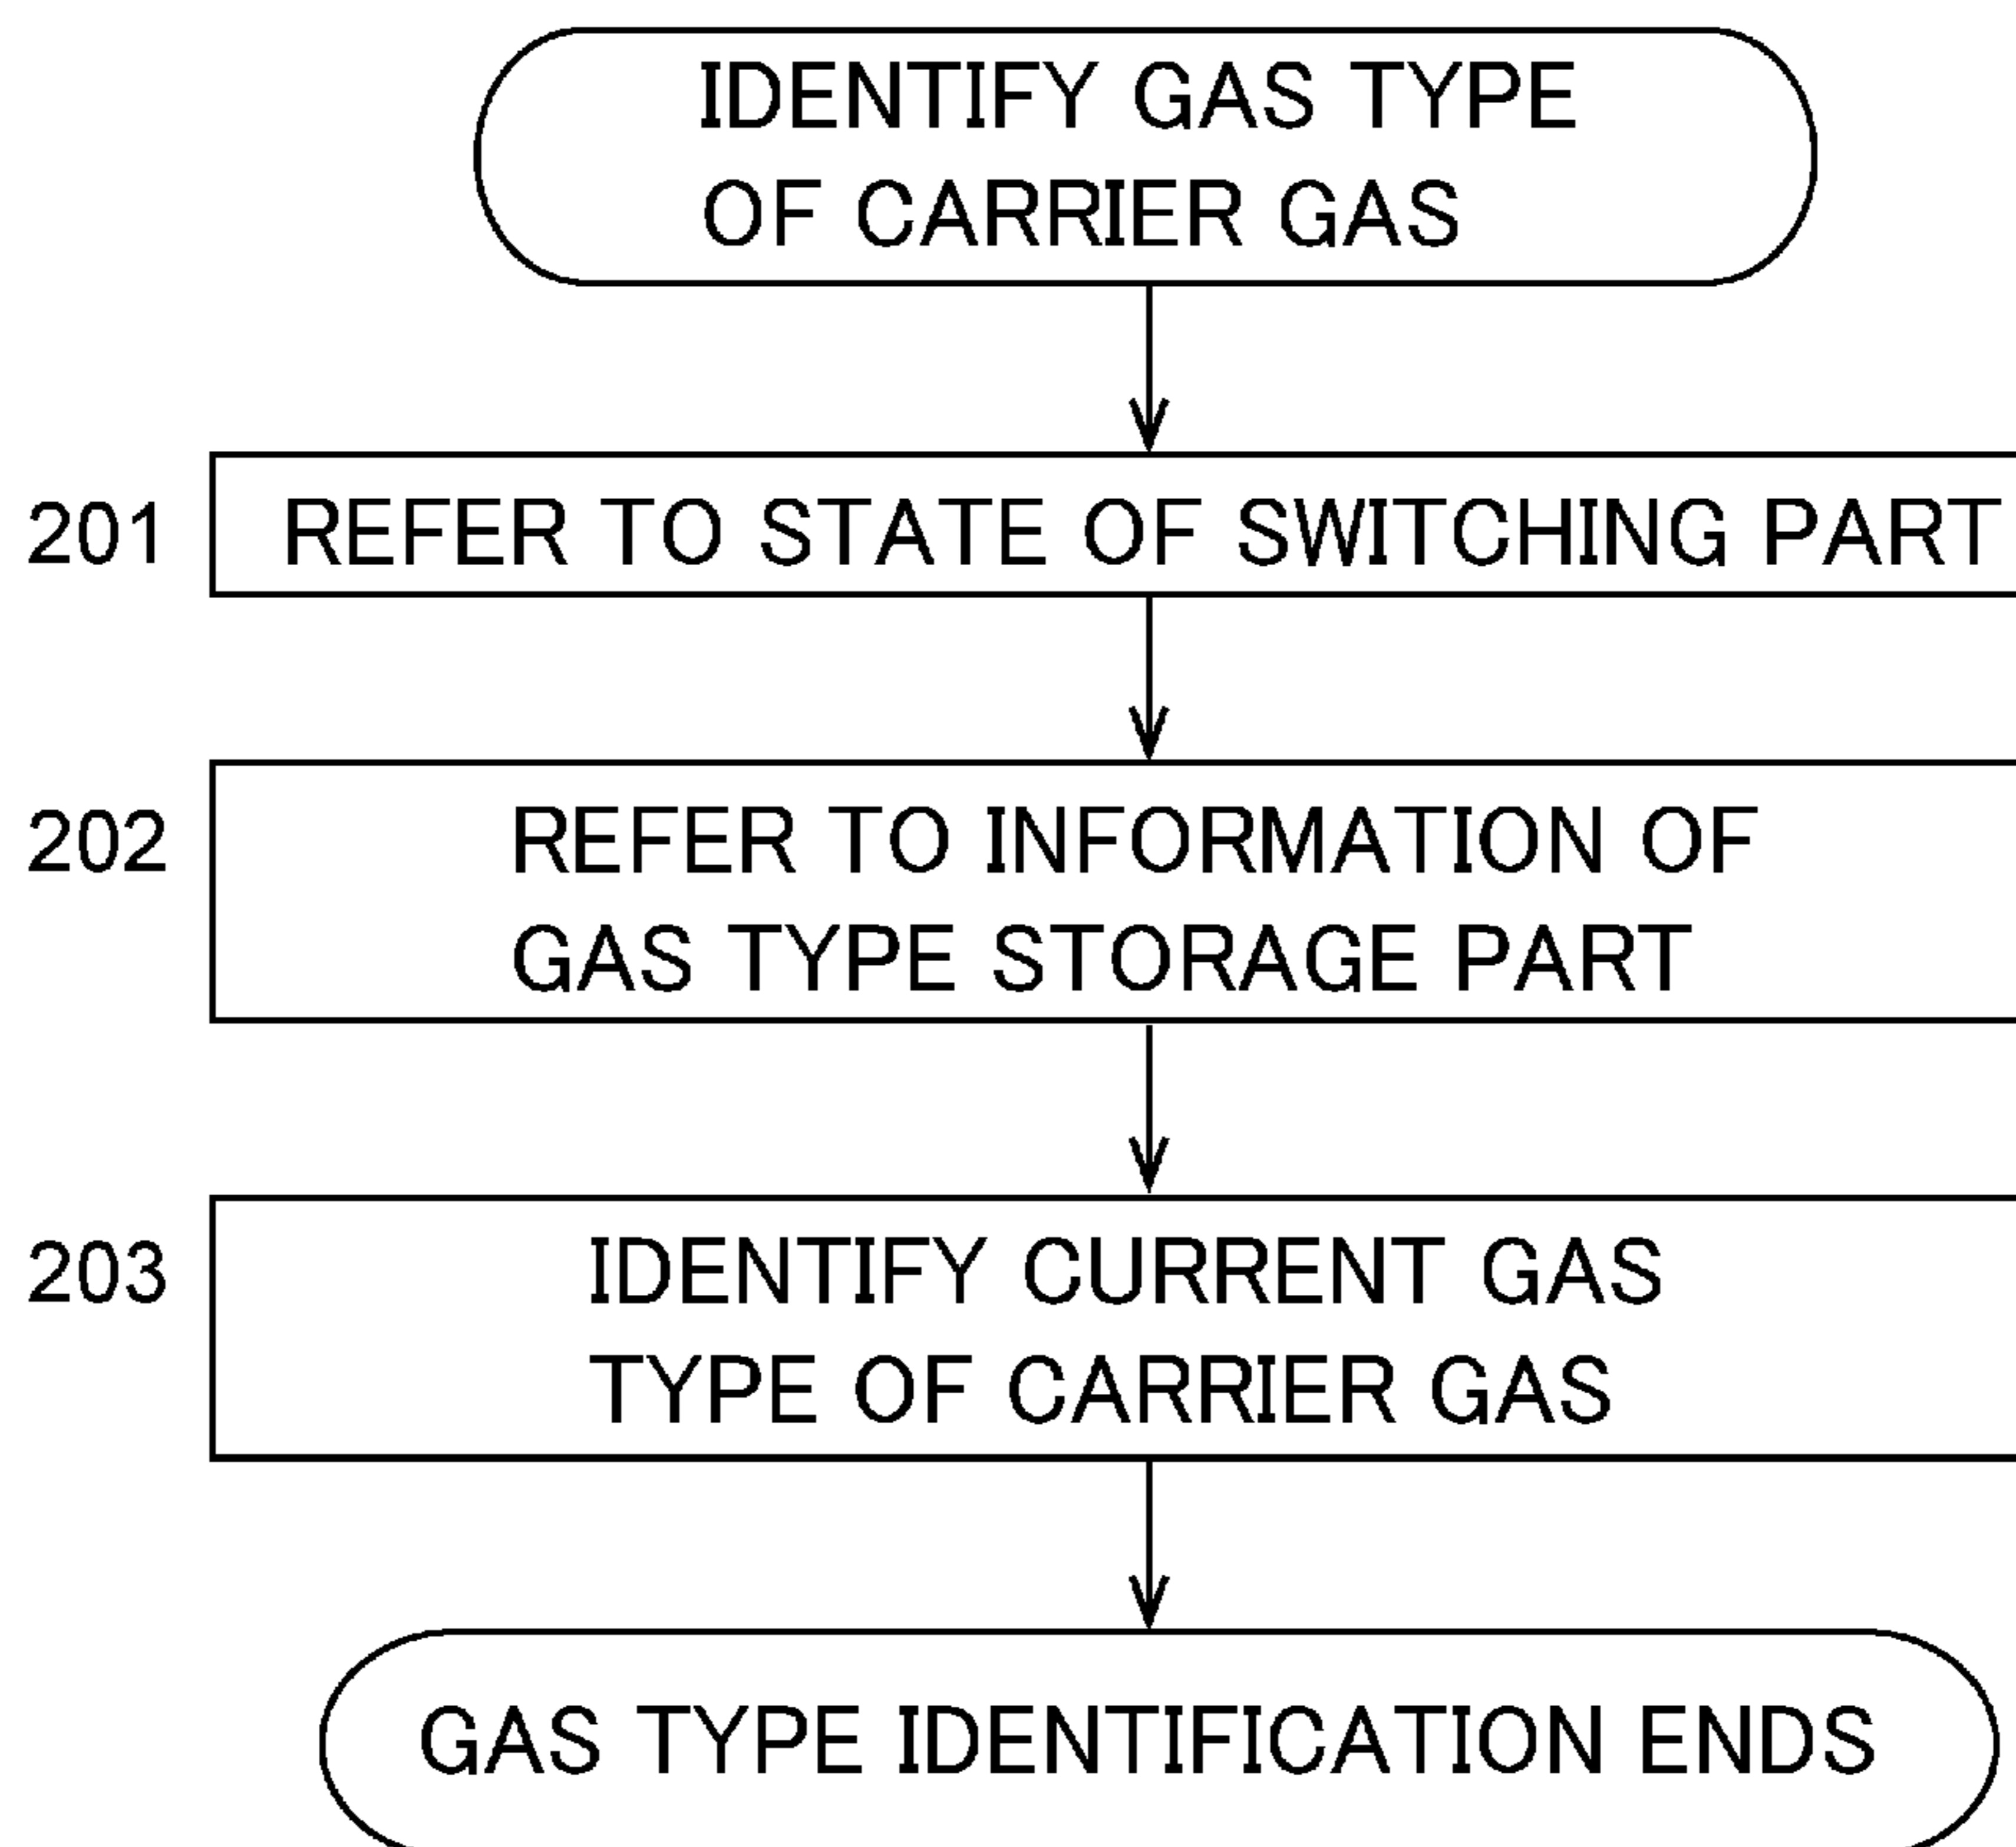 IDENTIFY GAS TYPE
OF CARRIER GAS
201
REFER TO STATE OF SWITCHING PART
202
REFER TO INFORMATION OF
GAS TYPE STORAGE PART
203
IDENTIFY CURRENT GAS
TYPE OF CARRIER GAS
GAS TYPE IDENTIFICATION ENDS